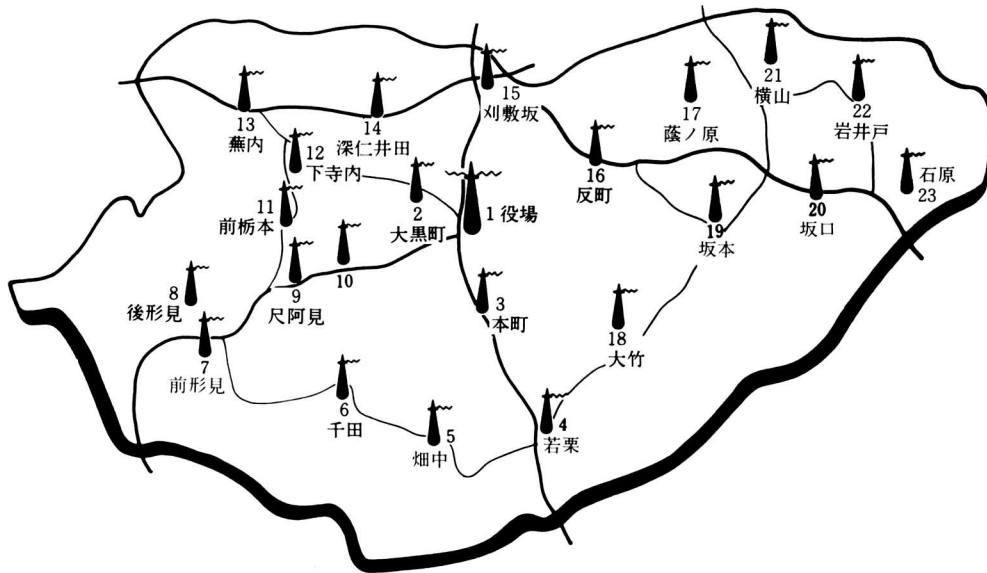 1 役場
2
大黒町
3
本町
4
若栗
5
畑中
6
千田
7
前形見
8
後形見
9
尺阿見
10
11
前栃本
12
下寺内
13
蕪内
14
深仁井田
15
刈敷坂
16
反町
17
蔭ノ原
18
大竹
19
坂本
20
坂口
21
横山
22
岩井戸
石原
23